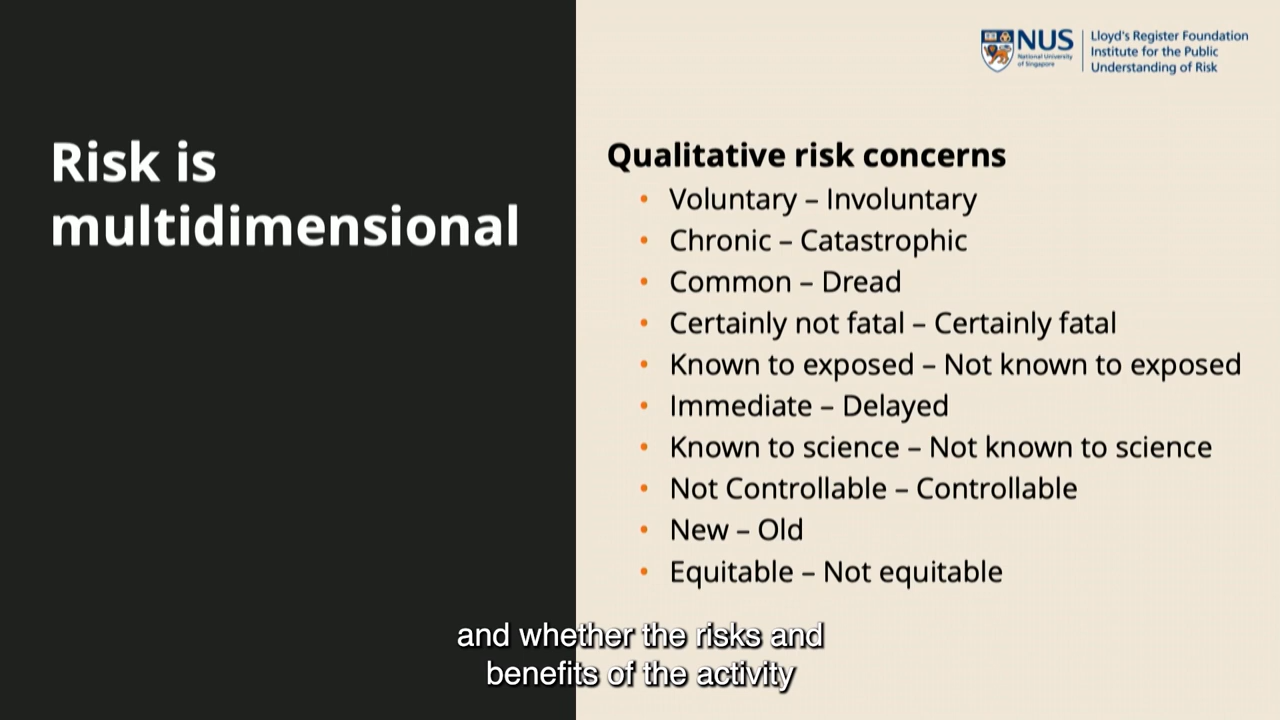 NUS
National University
of Singapore
Lloyd's Register Foundation
Institute for the Public
Understanding of Risk
Risk is
multidimensional
Qualitative risk concerns
• Voluntary – Involuntary
• Chronic – Catastrophic
• Common – Dread
• Certainly not fatal – Certainly fatal
• Known to exposed – Not known to exposed
• Immediate – Delayed
• Known to science – Not known to science
• Not Controllable – Controllable
• New – Old
• Equitable – Not equitable
and whether the risks and
benefits of the activity